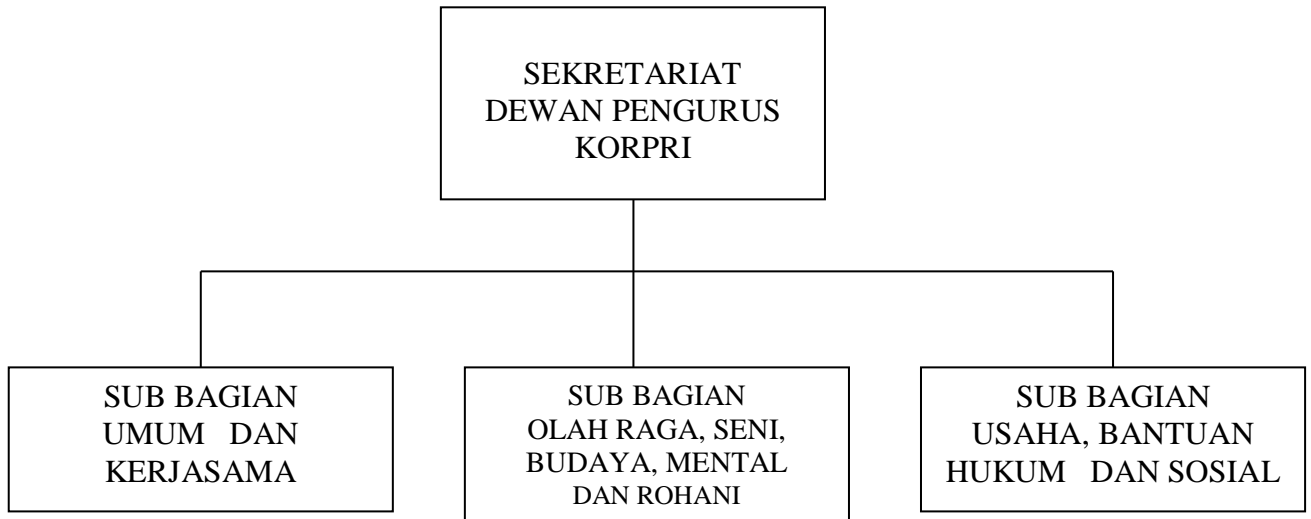 SEKRETARIAT
DEWAN PENGURUS
KORPRI
SUB BAGIAN
UMUM DAN
KERJASAMA
SUB BAGIAN
OLAH RAGA, SENI,
BUDAYA, MENTAL
DAN ROHANI
SUB BAGIAN
USAHA, BANTUAN
HUKUM DAN SOSIAL